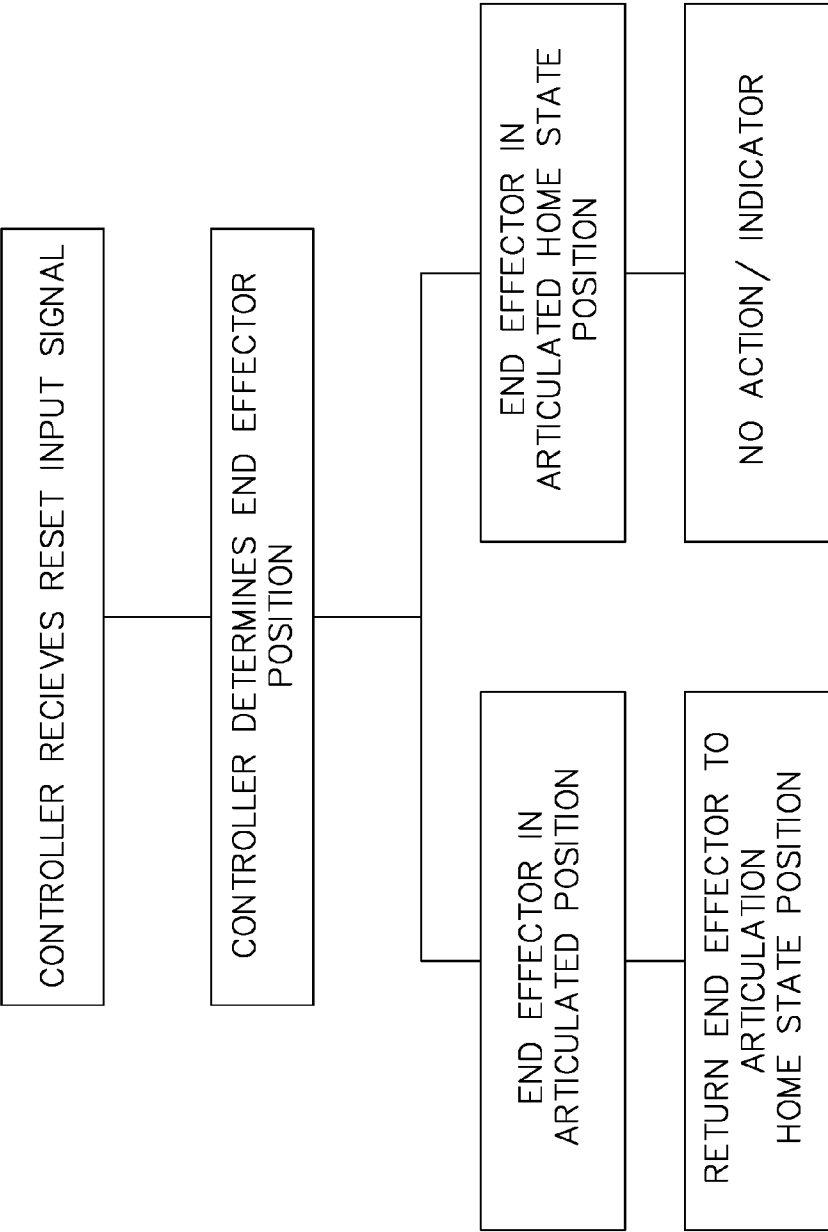 CONTROLLER RECIEVES RESET INPUT SIGNAL
CONTROLLER DETERMINES END EFFECTOR
POSITION
END EFFECTOR IN
ARTICULATED POSITION
RETURN END EFFECTOR TO
ARTICULATION
HOME STATE POSITION
END EFFECTOR IN
ARTICULATED HOME STATE
POSITION
NO ACTION/ INDICATOR